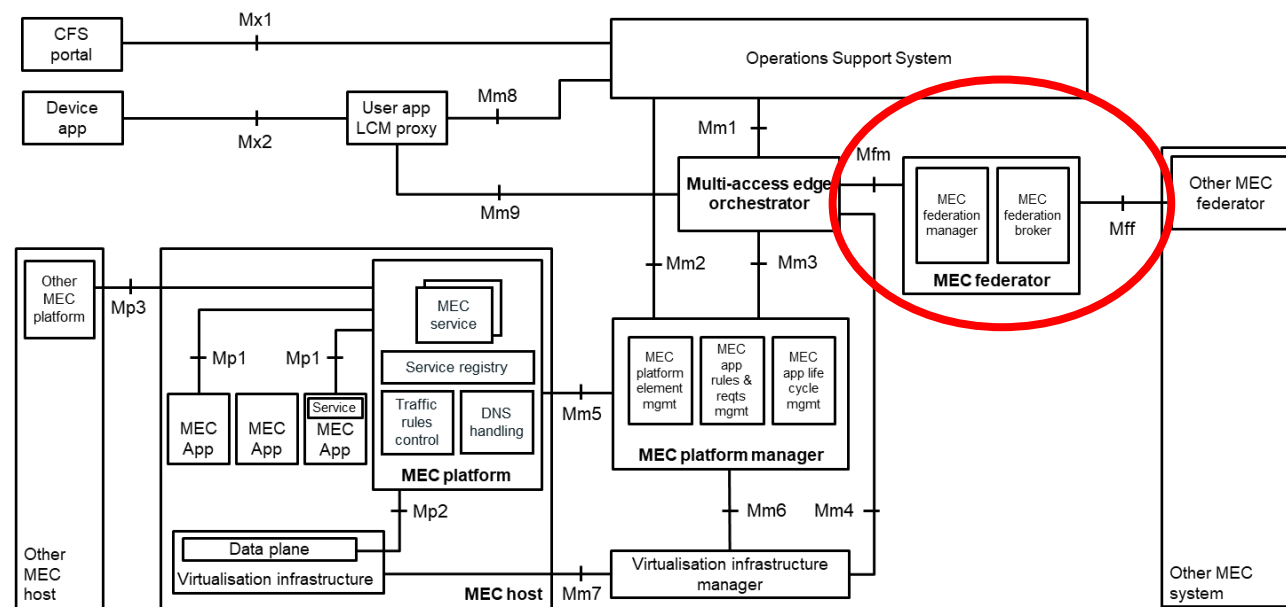 CFS
portal
Mx1
Operations Support System
Device
app
Mx2
User app
LCM proxy
Mm8
Mm1
Mfm
Multi-access edge
orchestrator
Mm9
MEC
federation
manager
MEC
federation
broker
MEC federator
Mff
Other MEC
federator
Mm2
Mm3
Other
MEC
platform
Mp3
MEC
service
Mp1
Mp1
Service registry
Traffic
rules
control
DNS
handling
MEC platform
MEC
App
MEC
App
Service
MEC
App
Mm5
MEC
platform
element
mgmt
MEC
app
rules &
reqts
mgmt
MEC
app life
cycle
mgmt
MEC platform manager
Mp2
Mm6
Mm4
Data plane
Virtualisation infrastructure
MEC host
Mm7
Virtualisation infrastructure
manager
Other
MEC
host
Other MEC
system